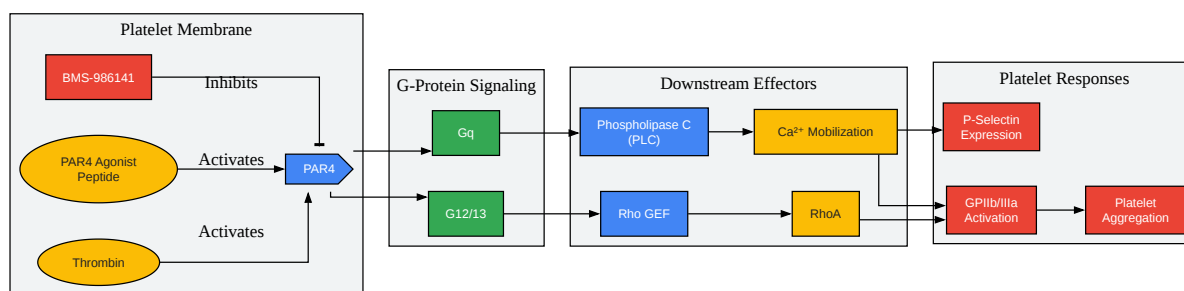 Platelet Membrane
BMS-986141
Inhibits
PAR4 Agonist
Peptide
Activates
PAR4
Thrombin
Activates
G-Protein Signaling
Gq
G12/13
Downstream Effectors
Phospholipase C
(PLC)
Ca²⁺ Mobilization
Rho GEF
RhoA
Platelet Responses
P-Selectin
Expression
GPIIb/IIIa
Activation
Platelet
Aggregation